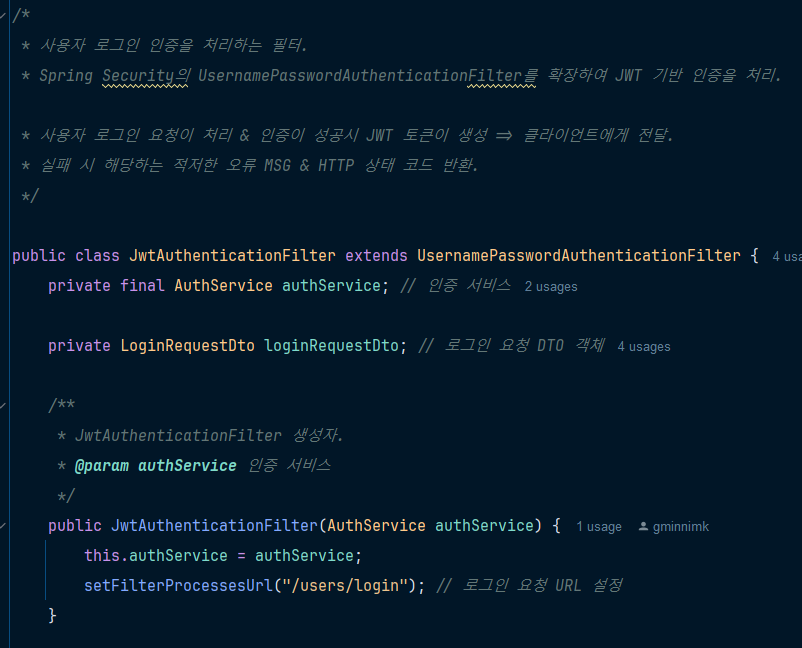 /*
* 사용자 로그인 인증을 처리하는 필터.
* Spring Security의 UsernamePasswordAuthenticationFilter를 확장하여 JWT 기반 인증을 처리.
* 사용자 로그인 요청이 처리 & 인증이 성공시 JWT 토큰이 생성 => 클라이언트에게 전달.
* 실패 시 해당하는 적저한 오류 MSG & HTTP 상태 코드 반환.
*/
public class JwtAuthenticationFilter extends UsernamePasswordAuthenticationFilter { 4 usa
private final AuthService authService; // 인증 서비스 2 usages
private LoginRequestDto loginRequestDto; // 로그인 요청 DTO 객체 4 usages
/**
* JwtAuthenticationFilter 생성자.
* @param authService 인증 서비스
*/
public JwtAuthenticationFilter(AuthService authService) { 1 usage gminnimk
this.authService = authService;
setFilterProcessesUrl("/users/login"); // 로그인 요청 URL 설정
}